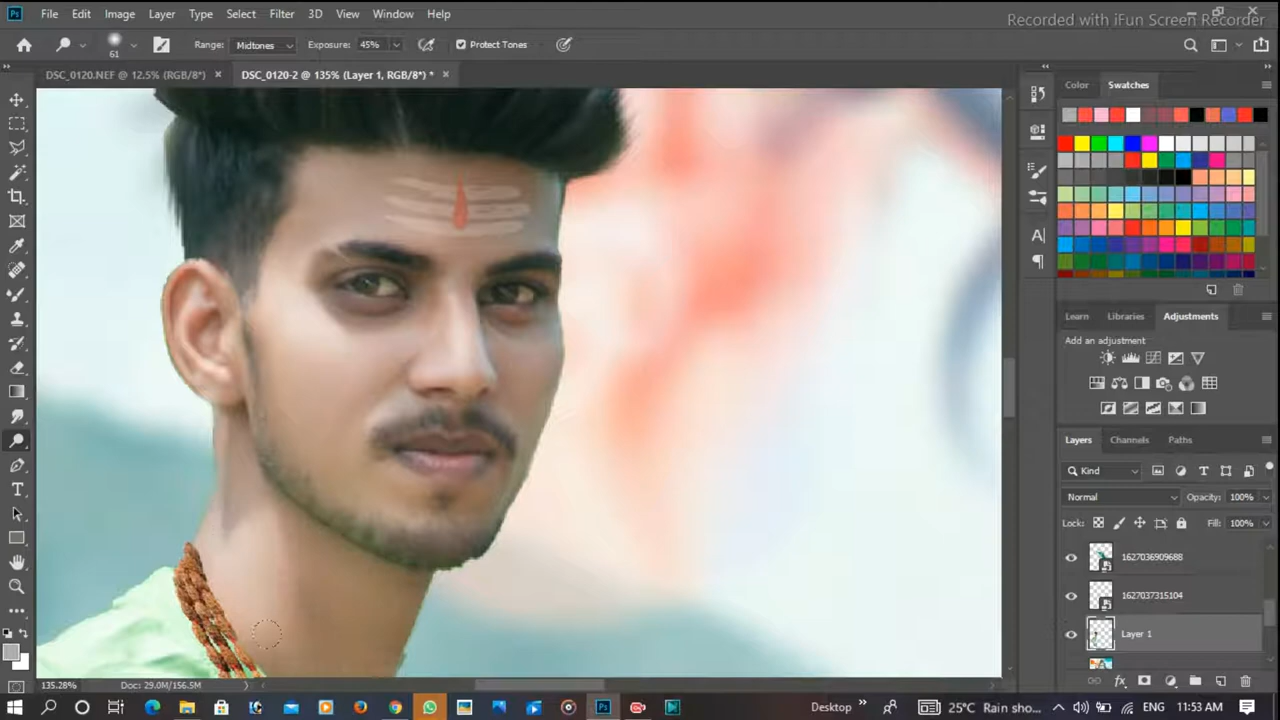 Ps File Edit Image Layer Type Select Filter 3D View Window Help
Recorded with iFun Screen Recorder
61 Range: Midtones Exposure: 45% Protect Tones
DSC_0120.NEF @ 12.5% (RGB/8*) × DSC_0120-2 @ 135% (Layer 1, RGB/8*) * ×
Color Swatches
Learn Libraries Adjustments
Add an adjustment
Layers Channels Paths
Kind
Normal Opacity: 100%
Lock: Fill: 100%
1627036909688
1627037315104
Layer 1
135.28% Doc: 29.0M/156.5M
Desktop 25°C Rain sho... 11:53 AM